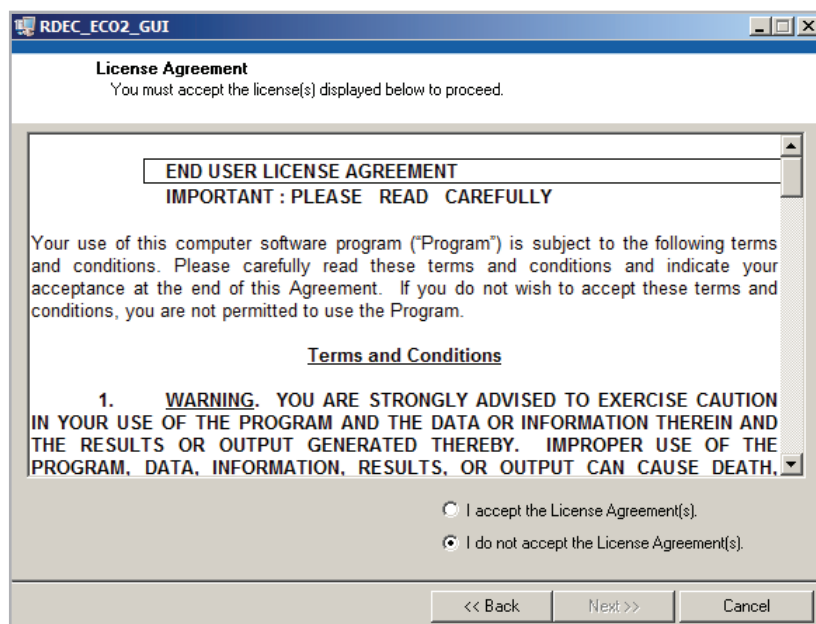 RDEC_ECO2_GUI
License Agreement
You must accept the license(s) displayed below to proceed.
END USER LICENSE AGREEMENT
IMPORTANT : PLEASE READ CAREFULLY
Your use of this computer software program (“Program”) is subject to the following terms
and conditions. Please carefully read these terms and conditions and indicate your
acceptance at the end of this Agreement. If you do not wish to accept these terms and
conditions, you are not permitted to use the Program.
Terms and Conditions
1. WARNING. YOU ARE STRONGLY ADVISED TO EXERCISE CAUTION
IN YOUR USE OF THE PROGRAM AND THE DATA OR INFORMATION THEREIN AND
THE RESULTS OR OUTPUT GENERATED THEREBY. IMPROPER USE OF THE
PROGRAM, DATA, INFORMATION, RESULTS, OR OUTPUT CAN CAUSE DEATH,
I accept the License Agreement(s).
I do not accept the License Agreement(s).
<< Back Next >> Cancel